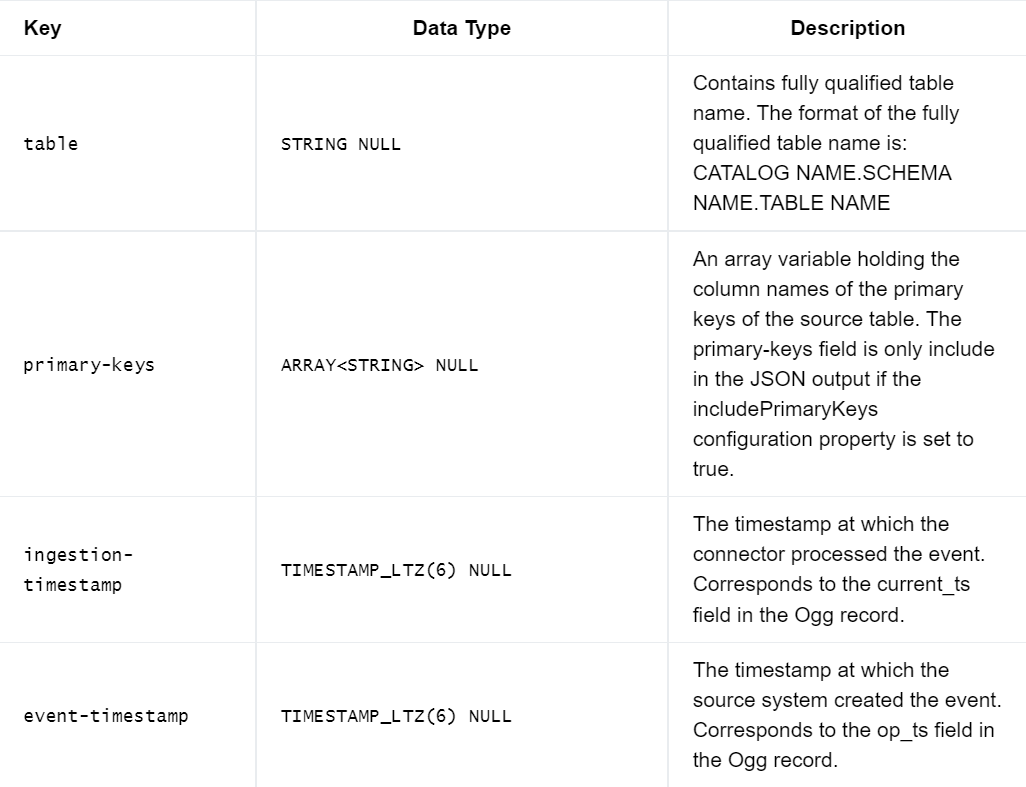 Key
Data Type
Description
table
STRING NULL
Contains fully qualified table
name. The format of the fully
qualified table name is:
CATALOG NAME.SCHEMA
NAME.TABLE NAME
primary-keys
ARRAY<STRING> NULL
An array variable holding the
column names of the primary
keys of the source table. The
primary-keys field is only include
in the JSON output if the
includePrimaryKeys
configuration property is set to
true.
ingestion-
timestamp
TIMESTAMP_LTZ(6) NULL
The timestamp at which the
connector processed the event.
Corresponds to the current_ts
field in the Ogg record.
event-timestamp
TIMESTAMP_LTZ(6) NULL
The timestamp at which the
source system created the event.
Corresponds to the op_ts field in
the Ogg record.